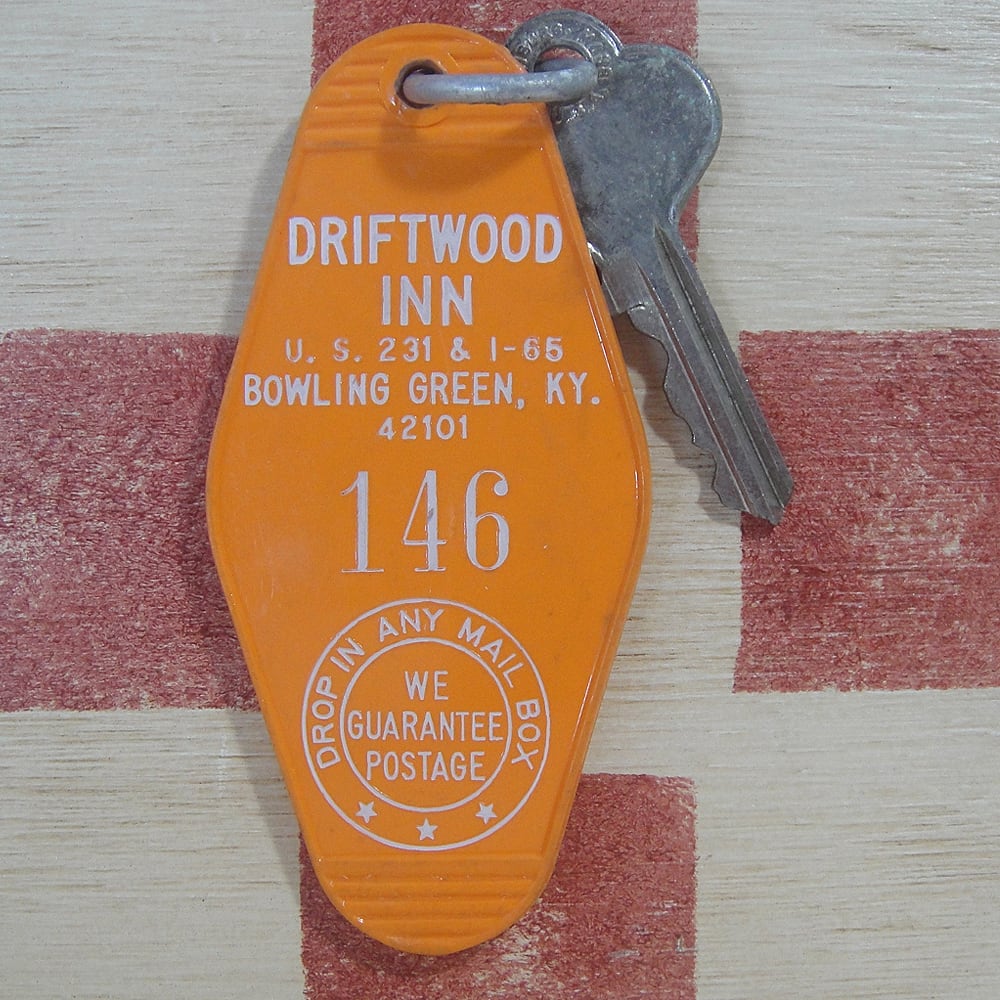 DRIFTWOOD
INN
U. S. 231 & I-65
BOWLING GREEN, KY.
42101
146
DROP IN ANY MAIL BOX
WE
GUARANTEE
POSTAGE